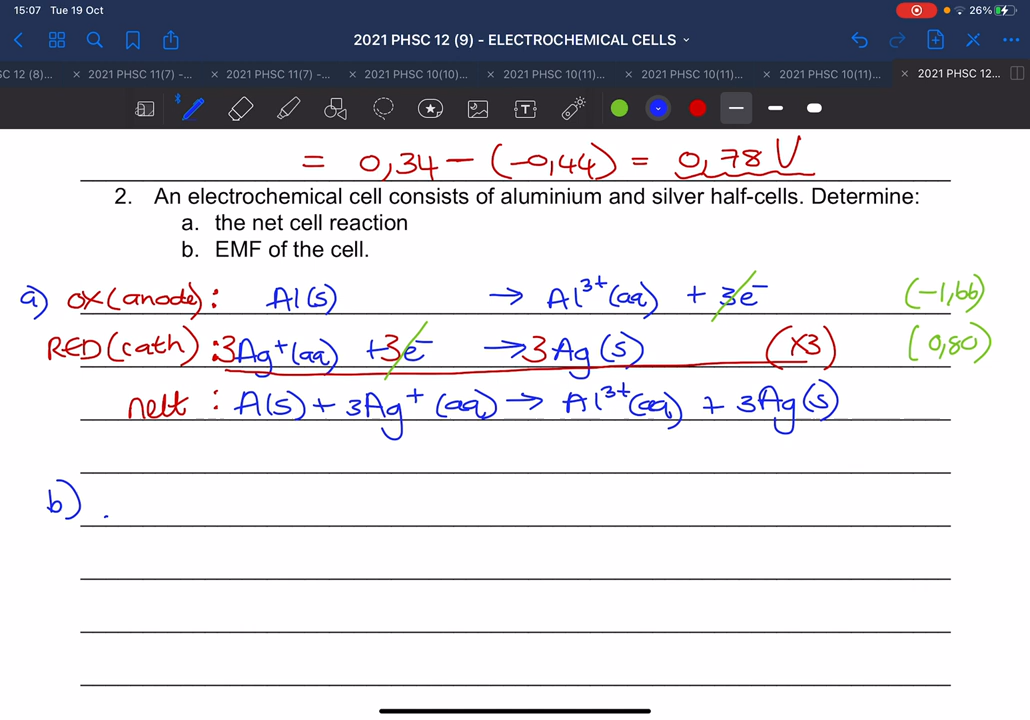 15:07 Tue 19 Oct
26%
2021 PHSC 12 (9) - ELECTROCHEMICAL CELLS
SC 12 (8)... × 2021 PHSC 11(7) -... × 2021 PHSC 11(7) -... × 2021 PHSC 10(10)... × 2021 PHSC 10(11)... × 2021 PHSC 10(11)... × 2021 PHSC 10(11)... × 2021 PHSC 12...
= 0,34 - (-0,44) = 0,78 V
2. An electrochemical cell consists of aluminium and silver half-cells. Determine:
a. the net cell reaction
b. EMF of the cell.
a) OX (anode) : Al (s) → Al³⁺ (aq) + 3e⁻ (-1,66)
RED (cath) : 3Ag⁺ (aq) + 3e⁻ → 3Ag (s) (×3) (0,80)
nett : A(s) + 3Ag⁺ (aq) → Al³⁺ (aq) + 3Ag (s)
b) .